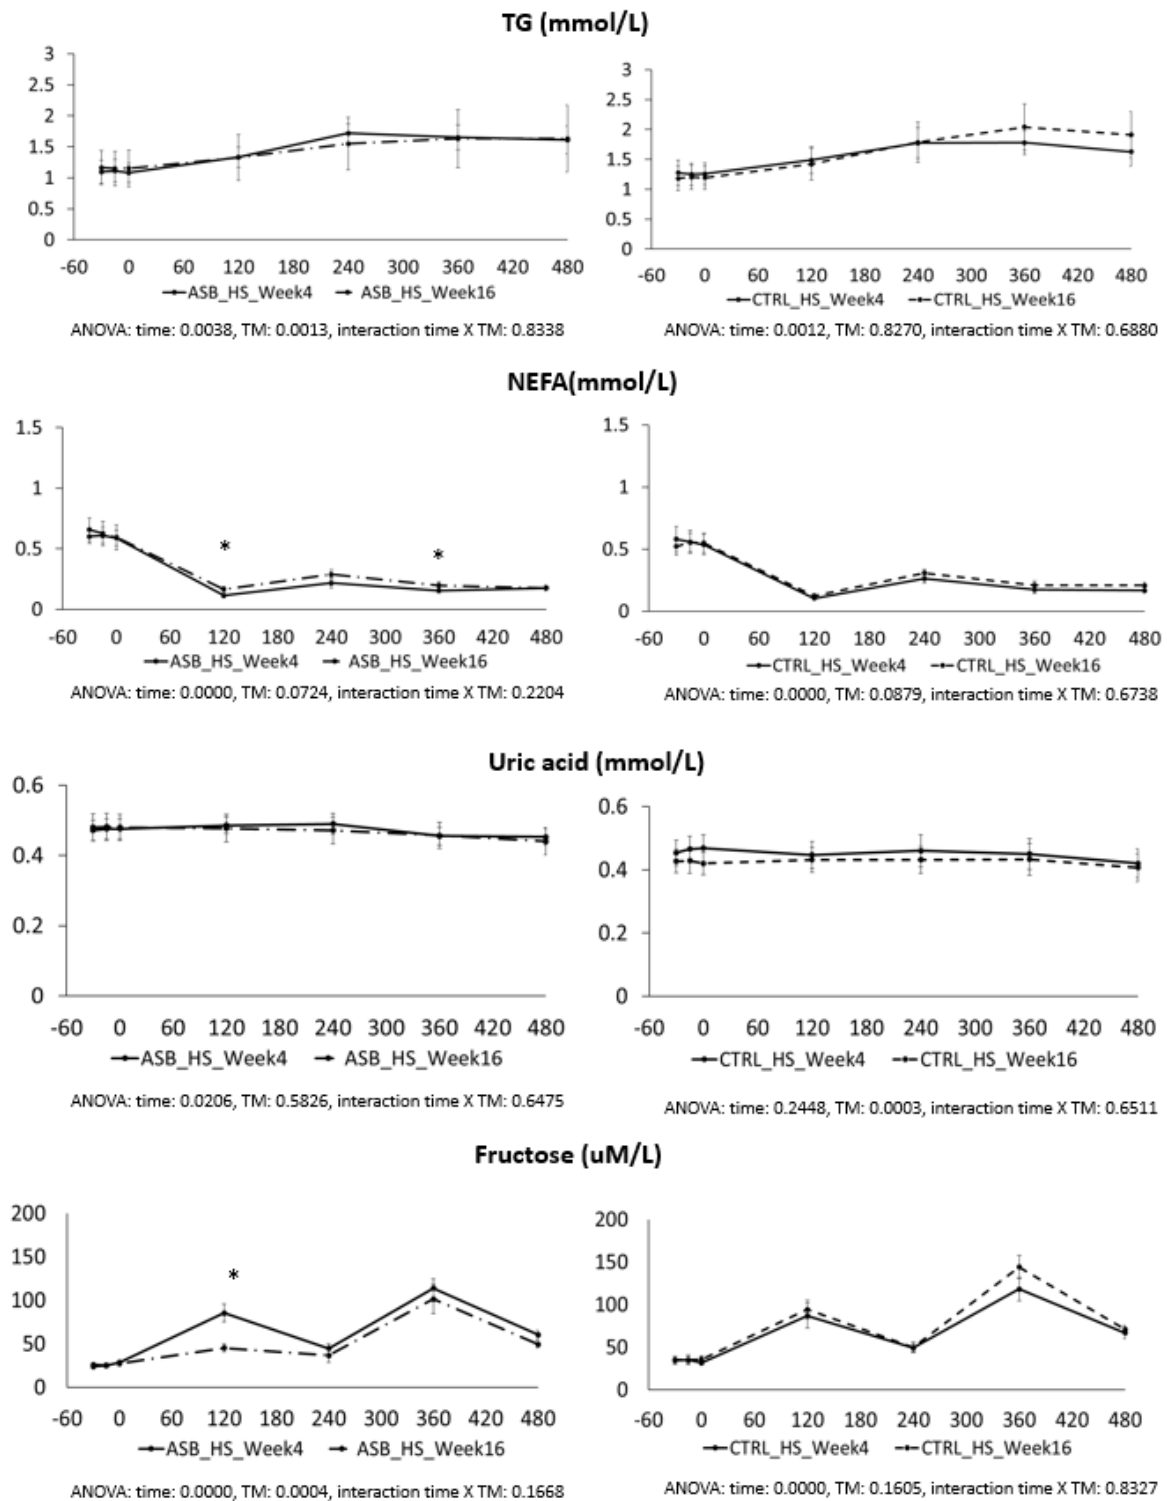 TG (mmol/L)
3
2.5
2
1.5
1
0.5
0
-60 0 60 120 180 240 300 360 420 480
ASB_HS_Week4 ASB_HS_Week16
ANOVA: time: 0.0038, TM: 0.0013, interaction time X TM: 0.8338
3
2.5
2
1.5
1
0.5
0
-60 0 60 120 180 240 300 360 420 480
CTRL_HS_Week4 CTRL_HS_Week16
ANOVA: time: 0.0012, TM: 0.8270, interaction time X TM: 0.6880
NEFA(mmol/L)
1.5
1
0.5
0
* *
-60 0 60 120 180 240 300 360 420 480
ASB_HS_Week4 ASB_HS_Week16
ANOVA: time: 0.0000, TM: 0.0724, interaction time X TM: 0.2204
1.5
1
0.5
0
-60 0 60 120 180 240 300 360 420 480
CTRL_HS_Week4 CTRL_HS_Week16
ANOVA: time: 0.0000, TM: 0.0879, interaction time X TM: 0.6738
Uric acid (mmol/L)
0.6
0.4
0.2
0
-60 0 60 120 180 240 300 360 420 480
ASB_HS_Week4 ASB_HS_Week16
ANOVA: time: 0.0206, TM: 0.5826, interaction time X TM: 0.6475
0.6
0.4
0.2
0
-60 0 60 120 180 240 300 360 420 480
CTRL_HS_Week4 CTRL_HS_Week16
ANOVA: time: 0.2448, TM: 0.0003, interaction time X TM: 0.6511
Fructose (uM/L)
200
150
100
50
0
*
-60 0 60 120 180 240 300 360 420 480
ASB_HS_Week4 ASB_HS_Week16
ANOVA: time: 0.0000, TM: 0.0004, interaction time X TM: 0.1668
200
150
100
50
0
-60 0 60 120 180 240 300 360 420 480
CTRL_HS_Week4 CTRL_HS_Week16
ANOVA: time: 0.0000, TM: 0.1605, interaction time X TM: 0.8327